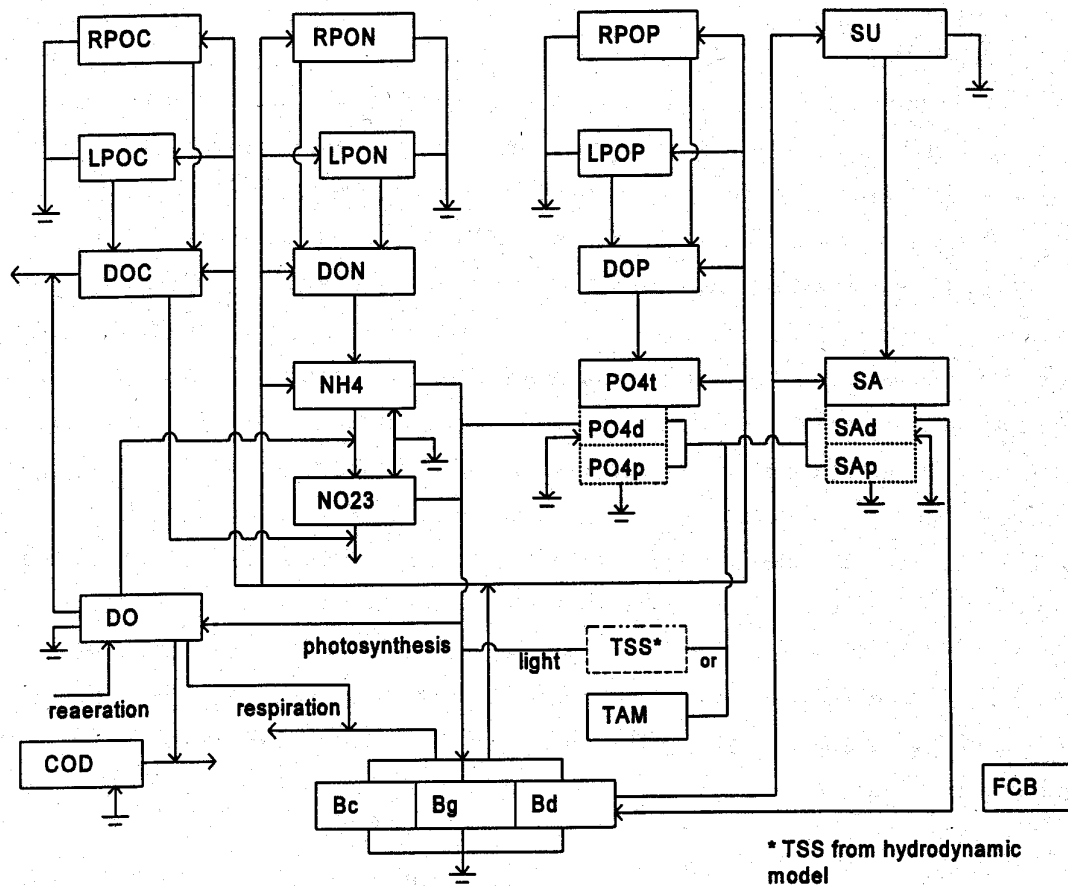 RPOC
RPON
RPOP
SU
LPOC
LPON
LPOP
DOC
DON
DOP
NH4
PO4t
SA
PO4d
SAd
PO4p
SAp
NO23
DO
photosynthesis
light
TSS*
or
reaeration
respiration
TAM
COD
FCB
Bc
Bg
Bd
* TSS from hydrodynamic
model